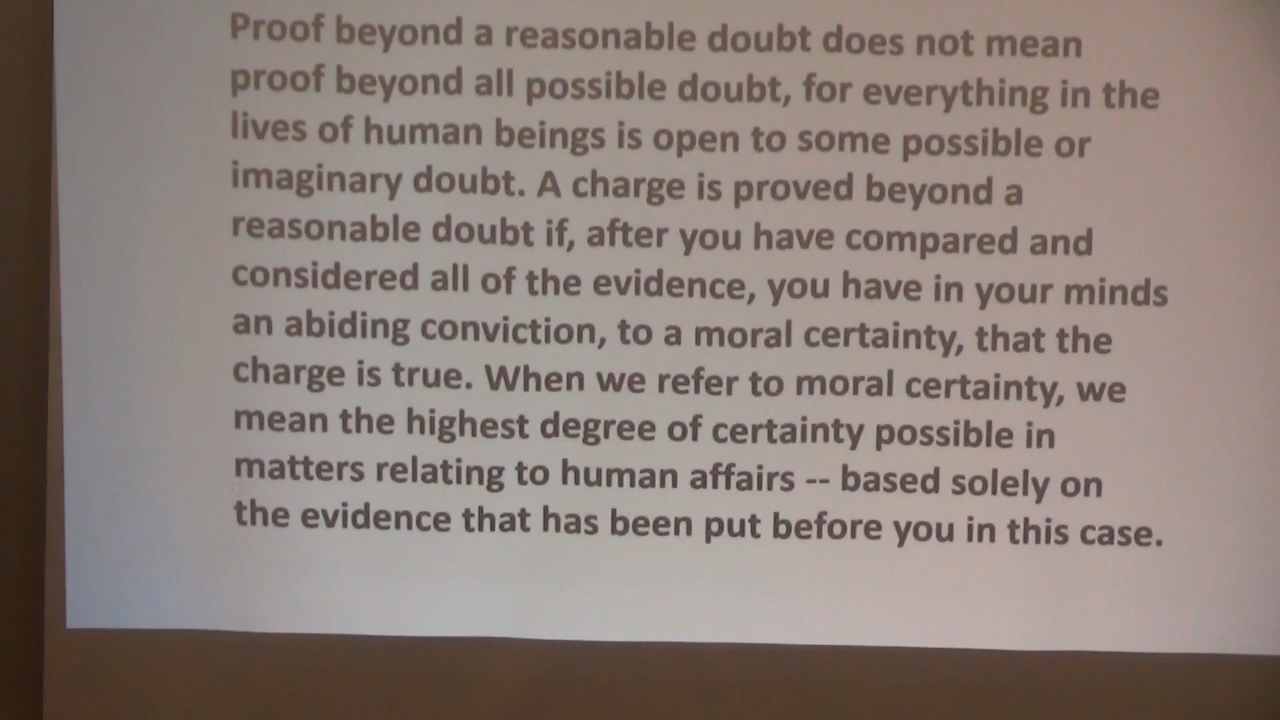 Proof beyond a reasonable doubt does not mean
proof beyond all possible doubt, for everything in the
lives of human beings is open to some possible or
imaginary doubt. A charge is proved beyond a
reasonable doubt if, after you have compared and
considered all of the evidence, you have in your minds
an abiding conviction, to a moral certainty, that the
charge is true. When we refer to moral certainty, we
mean the highest degree of certainty possible in
matters relating to human affairs -- based solely on
the evidence that has been put before you in this case.